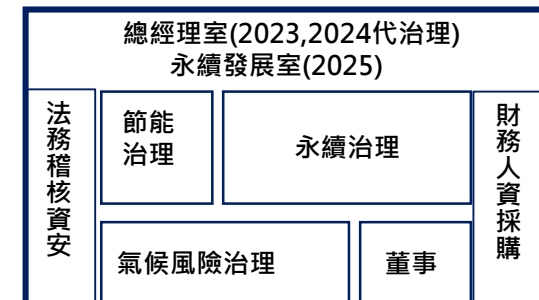 總經理室(2023,2024代治理)
永續發展室(2025)
法務稽核資安
節能
治理
永續治理
財務人資採購
氣候風險治理
董事